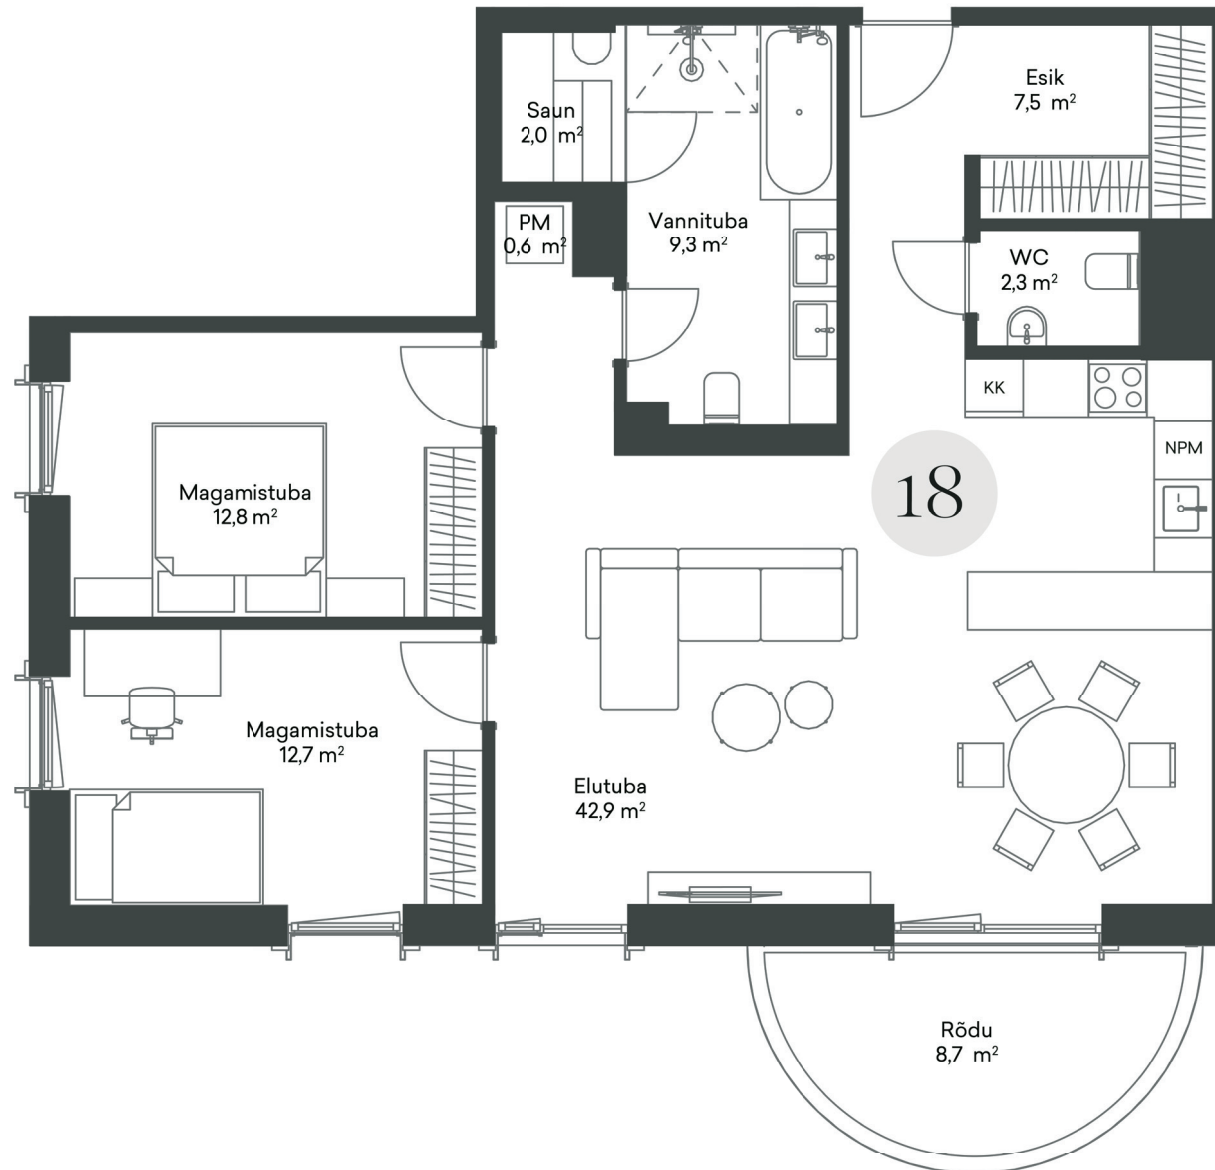 Esik
7,5 m²
Saun
2,0 m²
PM
0,6 m²
Vannituba
9,3 m²
WC
2,3 m²
KK
NPM
18
Magamistuba
12,8 m²
Magamistuba
12,7 m²
Elutuba
42,9 m²
Rõdu
8,7 m²